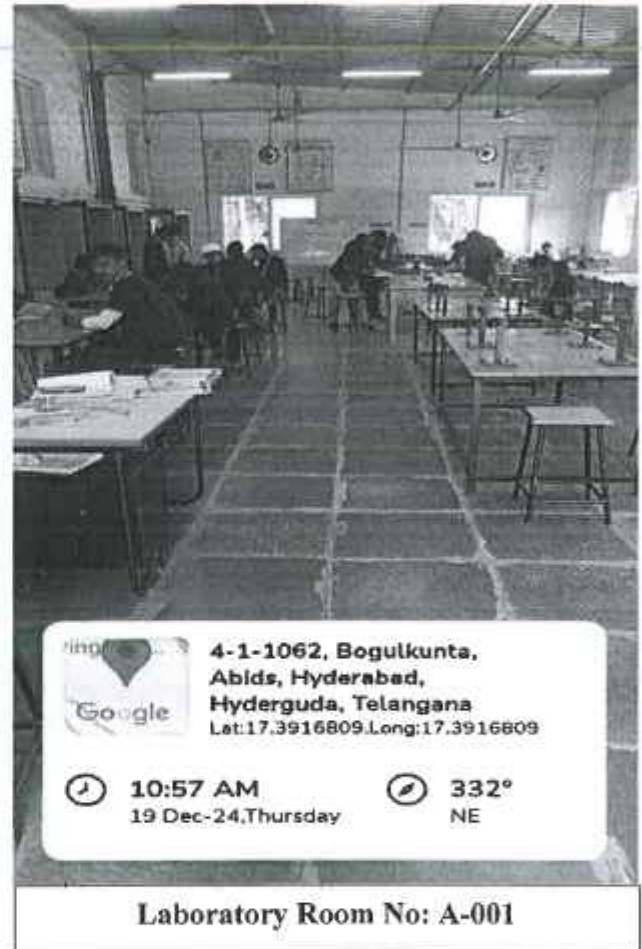 Google
4-1-1062, Bogulkunta,
Abids, Hyderabad,
Hyderguda, Telangana
Lat:17.3916809.Long:17.3916809
10:57 AM
19 Dec-24,Thursday
332°
NE
Laboratory Room No: A-001